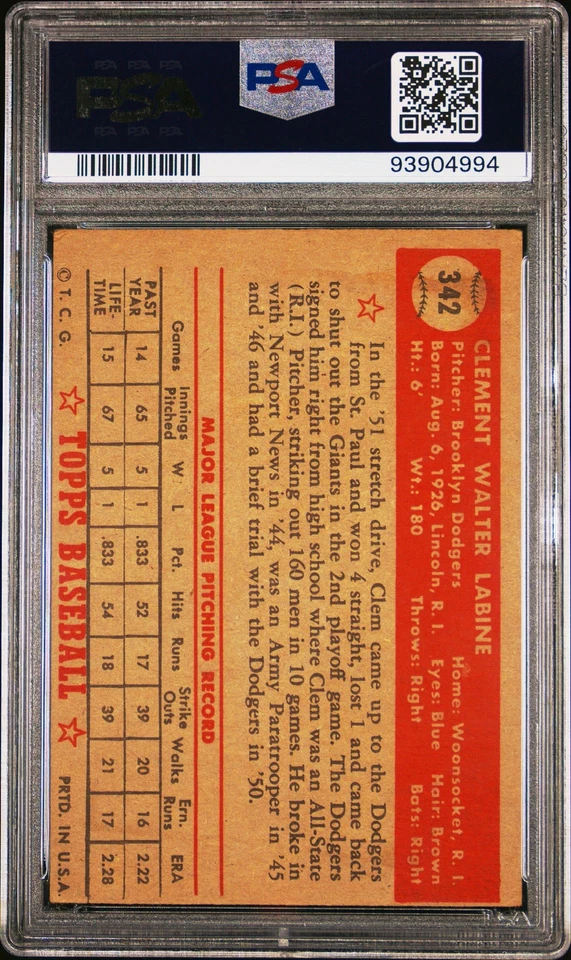 PSA
PSA
93904994
342
CLEMENT WALTER LABINE
Pitcher: Brooklyn Dodgers Home: Woonsocket, R. I.
Born: Aug. 6, 1926, Lincoln, R. I. Eyes: Blue Hair: Brown
Ht.: 6' Wt.: 180 Throws: Right Bats: Right
In the '51 stretch drive, Clem came up to the Dodgers
from St. Paul and won 4 straight, lost 1 and came back
to shut out the Giants in the 2nd playoff game. The Dodgers
signed him right from high school where Clem was an All-State
(R.I.) Pitcher, striking out 160 men in 10 games. He broke in
with Newport News in '44, was an Army Paratrooper in '45
and '46 and had a brief trial with the Dodgers in '50.
MAJOR LEAGUE PITCHING RECORD
Games Innings Pitched W L Pct. Hits Runs Strike Outs Walks Ern. Runs ERA
PAST YEAR 14 65 5 1 .833 52 17 39 20 16 2.22
LIFE-TIME 15 67 5 1 .833 54 18 39 21 17 2.28
© T. C. G. TOPPS BASEBALL PRTD. IN U.S.A.
PSA